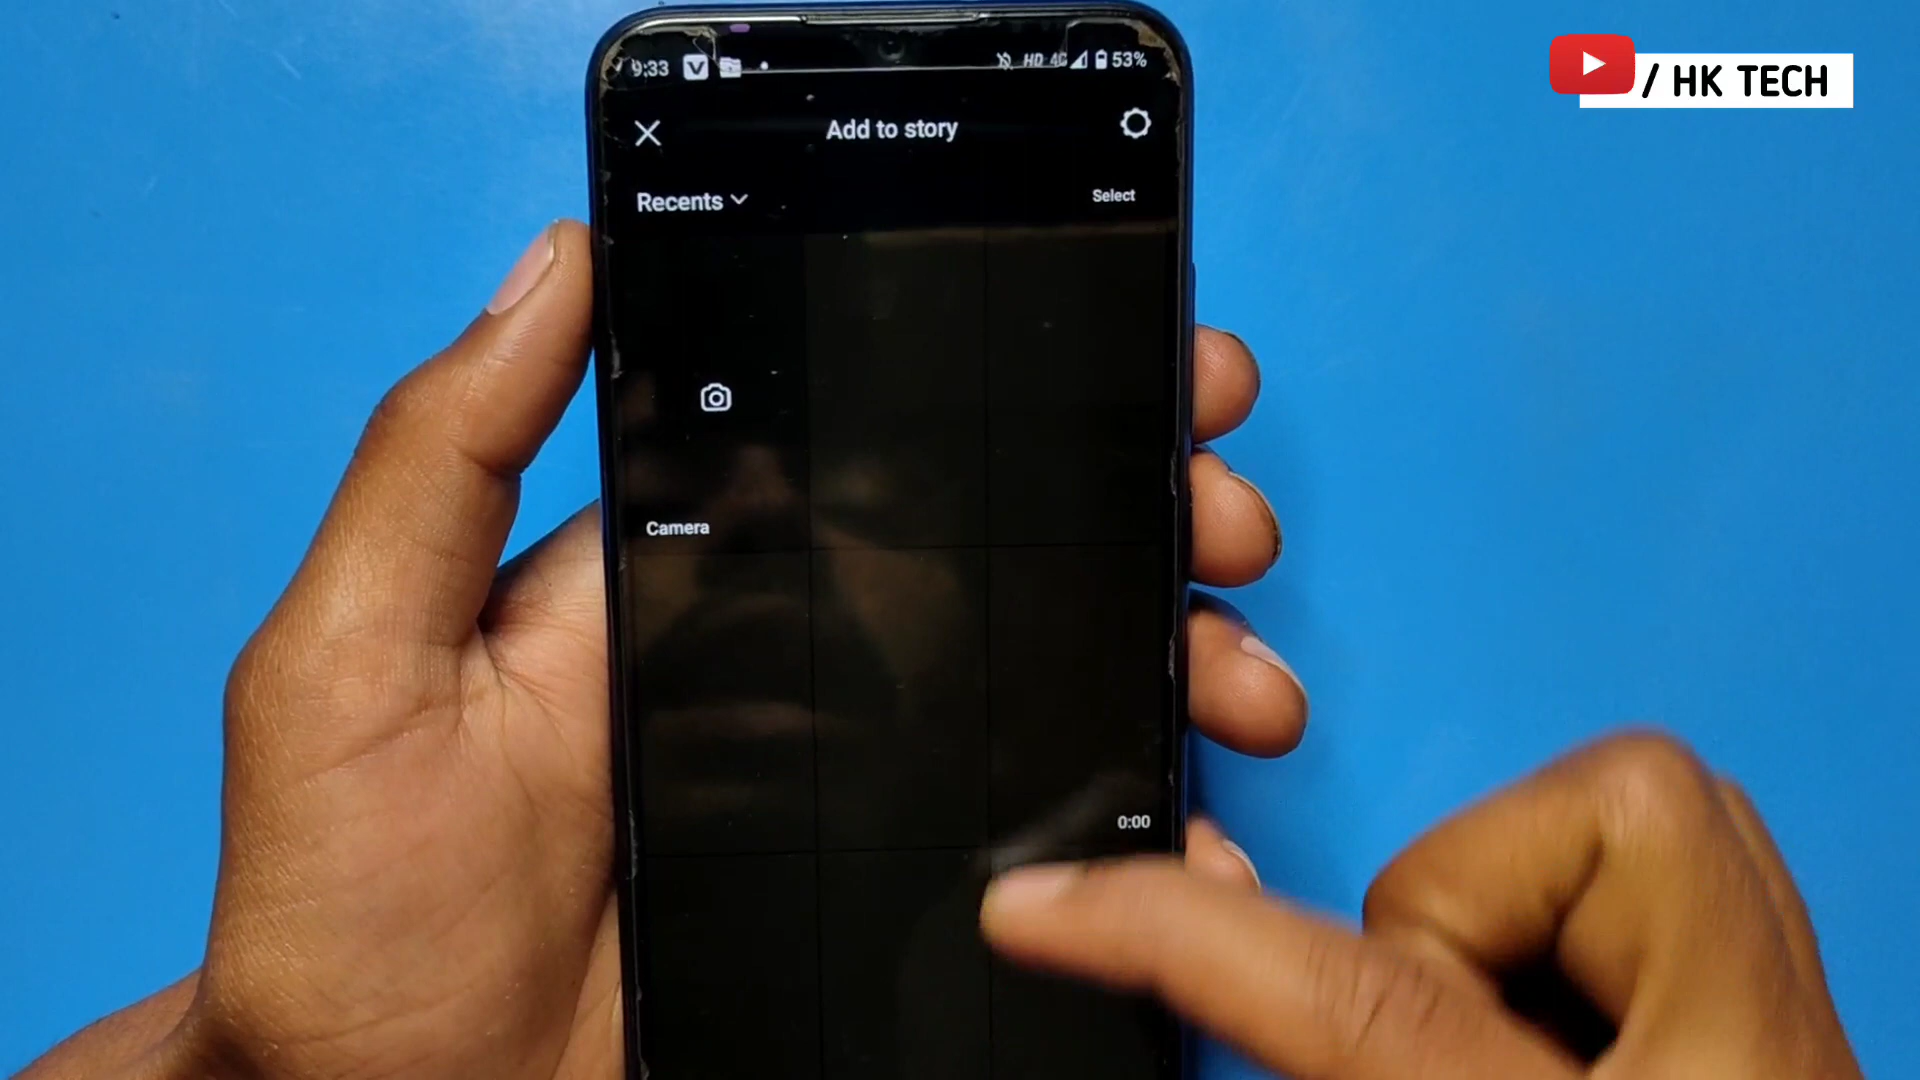 9:33 HD 4G 53%
/ HK TECH
Add to story
Recents
Select
Camera
0:00